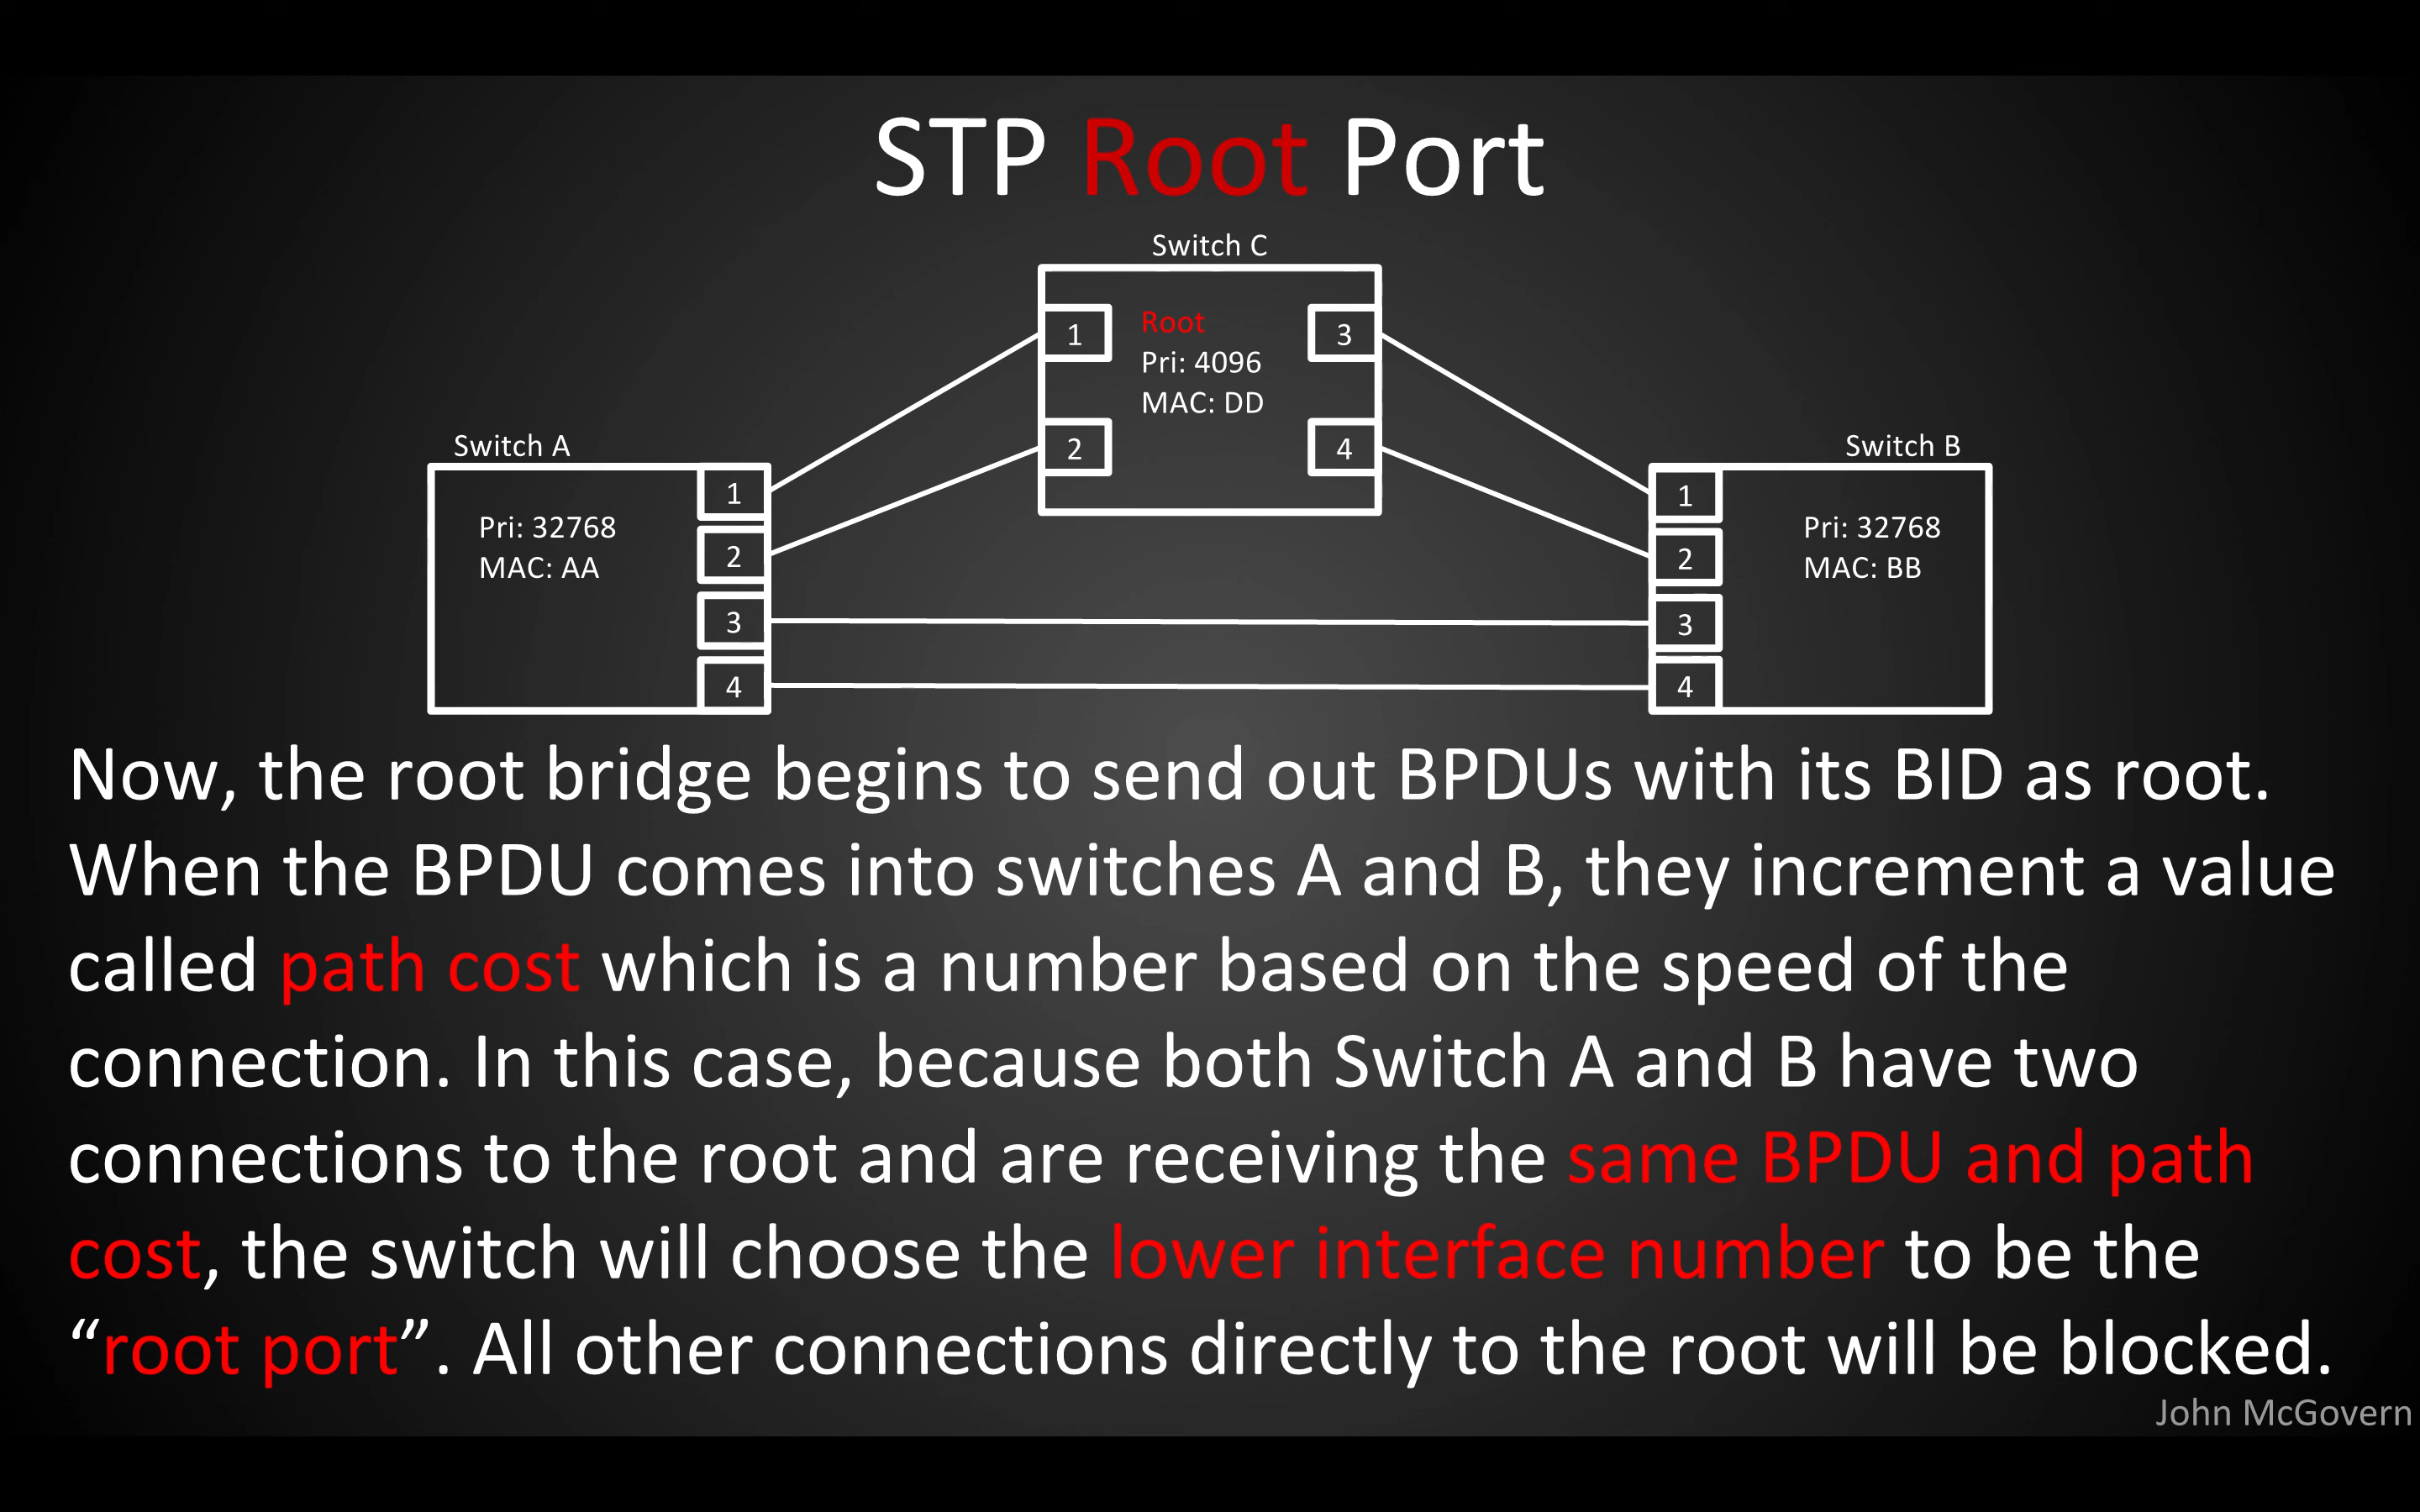 STP Root Port
Switch C
1
Root
3
Pri: 4096
MAC: DD
2
4
Switch A
1
Pri: 32768
MAC: AA
2
3
4
Switch B
1
Pri: 32768
MAC: BB
2
3
4
Now, the root bridge begins to send out BPDUs with its BID as root.
When the BPDU comes into switches A and B, they increment a value
called path cost which is a number based on the speed of the
connection. In this case, because both Switch A and B have two
connections to the root and are receiving the same BPDU and path
cost, the switch will choose the lower interface number to be the
“root port”. All other connections directly to the root will be blocked.
John McGovern